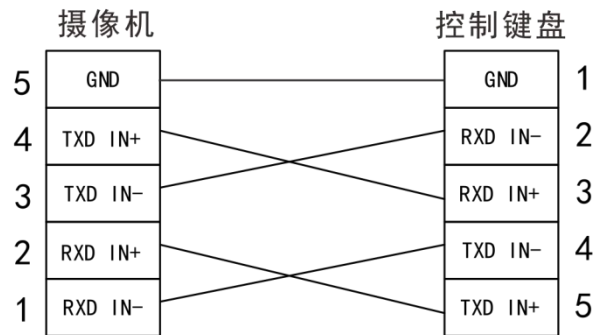 摄像机 控制键盘
5 GND GND 1
4 TXD IN+ RXD IN- 2
3 TXD IN- RXD IN+ 3
2 RXD IN+ TXD IN- 4
1 RXD IN- TXD IN+ 5